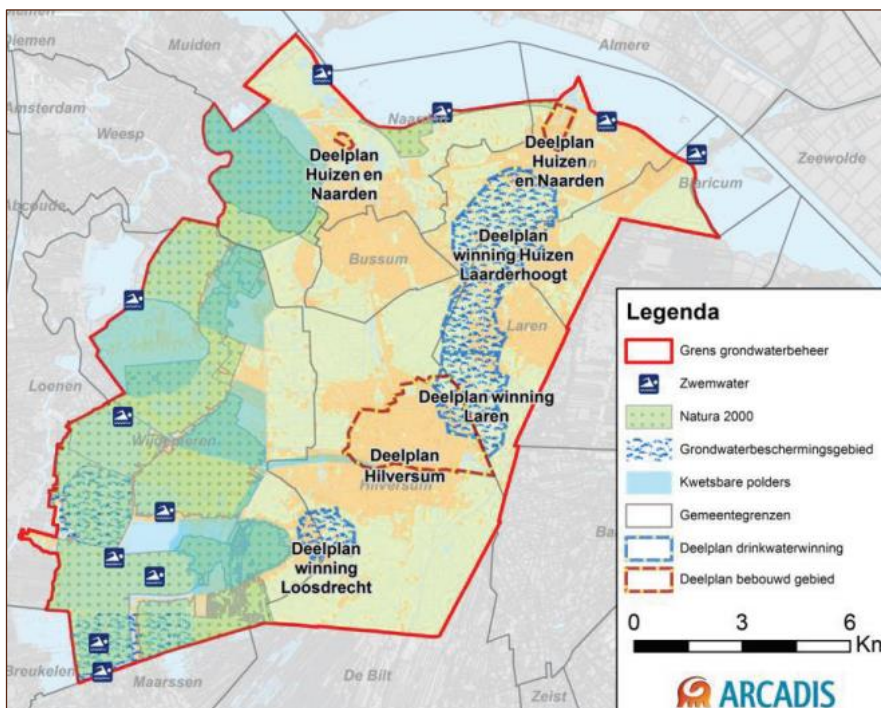 Diemen
Diemen
Muiden
Almere
Amsterdam
Weesp
Naarden
Zeewolde
Blaricum
Abcoude
Deelplan
Huizen en
Naarden
Deelplan
Huizen
en Naarden
Bussum
Deelplan
winning Huizen
Laarderhoogt
Laren
Loenen
Deelplan winning
Laren
Wijdemeren
Deelplan
Hilversum
Hilversum
Deelplan
winning
Loosdrecht
Ba
Breukelen
Maarssen
De Bilt
Zeist
Legenda
Grens grondwaterbeheer
Zwemwater
Natura 2000
Grondwaterbeschermingsgebied
Kwetsbare polders
Gemeentegrenzen
Deelplan drinkwaterwinning
Deelplan bebouwd gebied
0 3 6
Km
ARCADIS